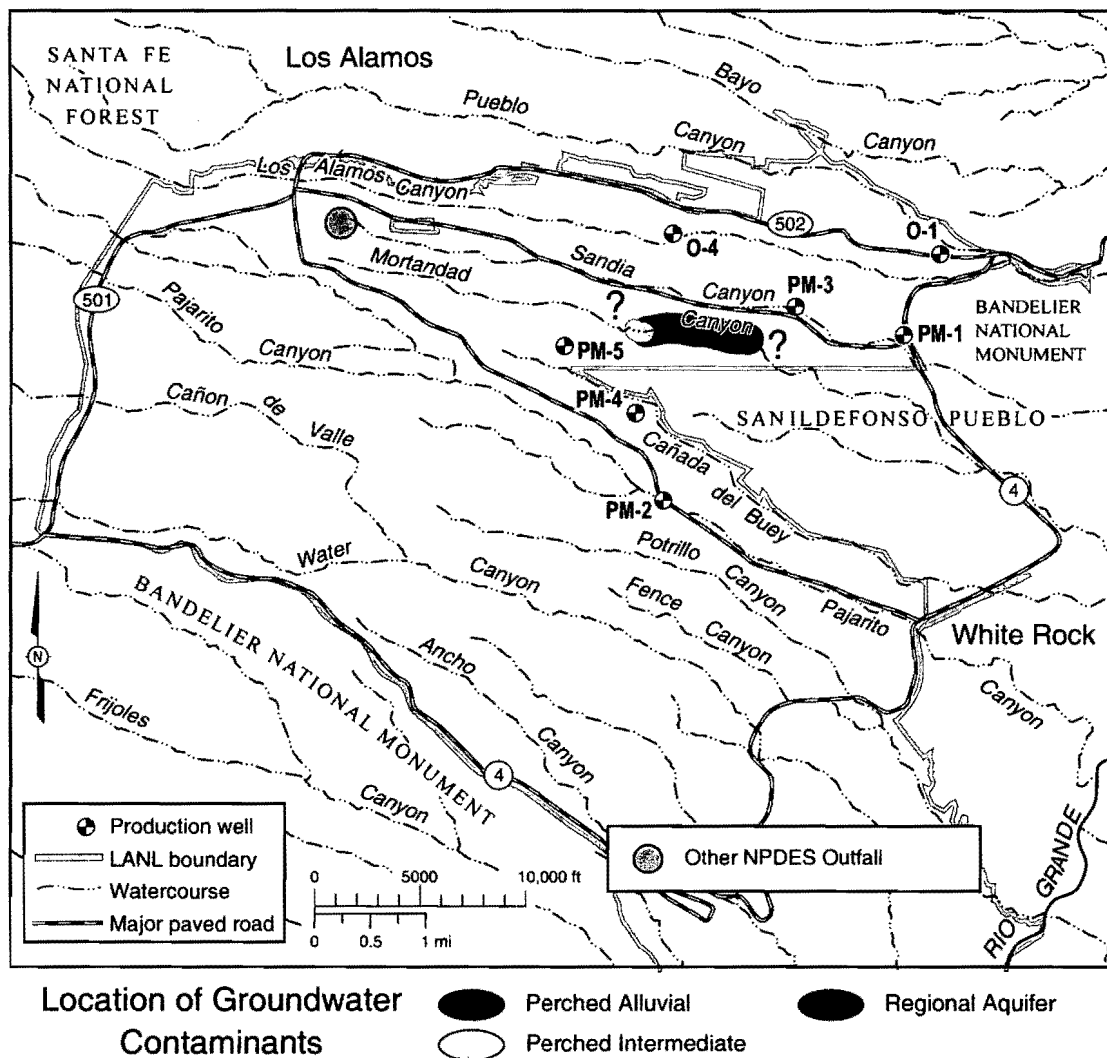 SANTA FE
NATIONAL
FOREST
Los Alamos
Bayo
Canyon
Pueblo
Canyon
Los Alamos Canyon
502
O-1
O-4
Sandia
Canyon
Mortandad
Canyon
PM-3
?
?
PM-1
PM-5
BANDELIER
NATIONAL
MONUMENT
501
Pajarito
Canyon
PM-4
SANILDEFONSO PUEBLO
Cañon de Valle
Cañada del Buey
4
PM-2
Water
Canyon
Potrillo
Canyon
Fence
Canyon
Pajarito
White Rock
Canyon
N
BANDELIER NATIONAL MONUMENT
Ancho
Canyon
Frijoles
Canyon
4
RIO GRANDE
Production well
LANL boundary
Watercourse
Major paved road
0 5000 10,000 ft
0 0.5 1 mi
Other NPDES Outfall
Location of Groundwater
Contaminants
Perched Alluvial
Regional Aquifer
Perched Intermediate